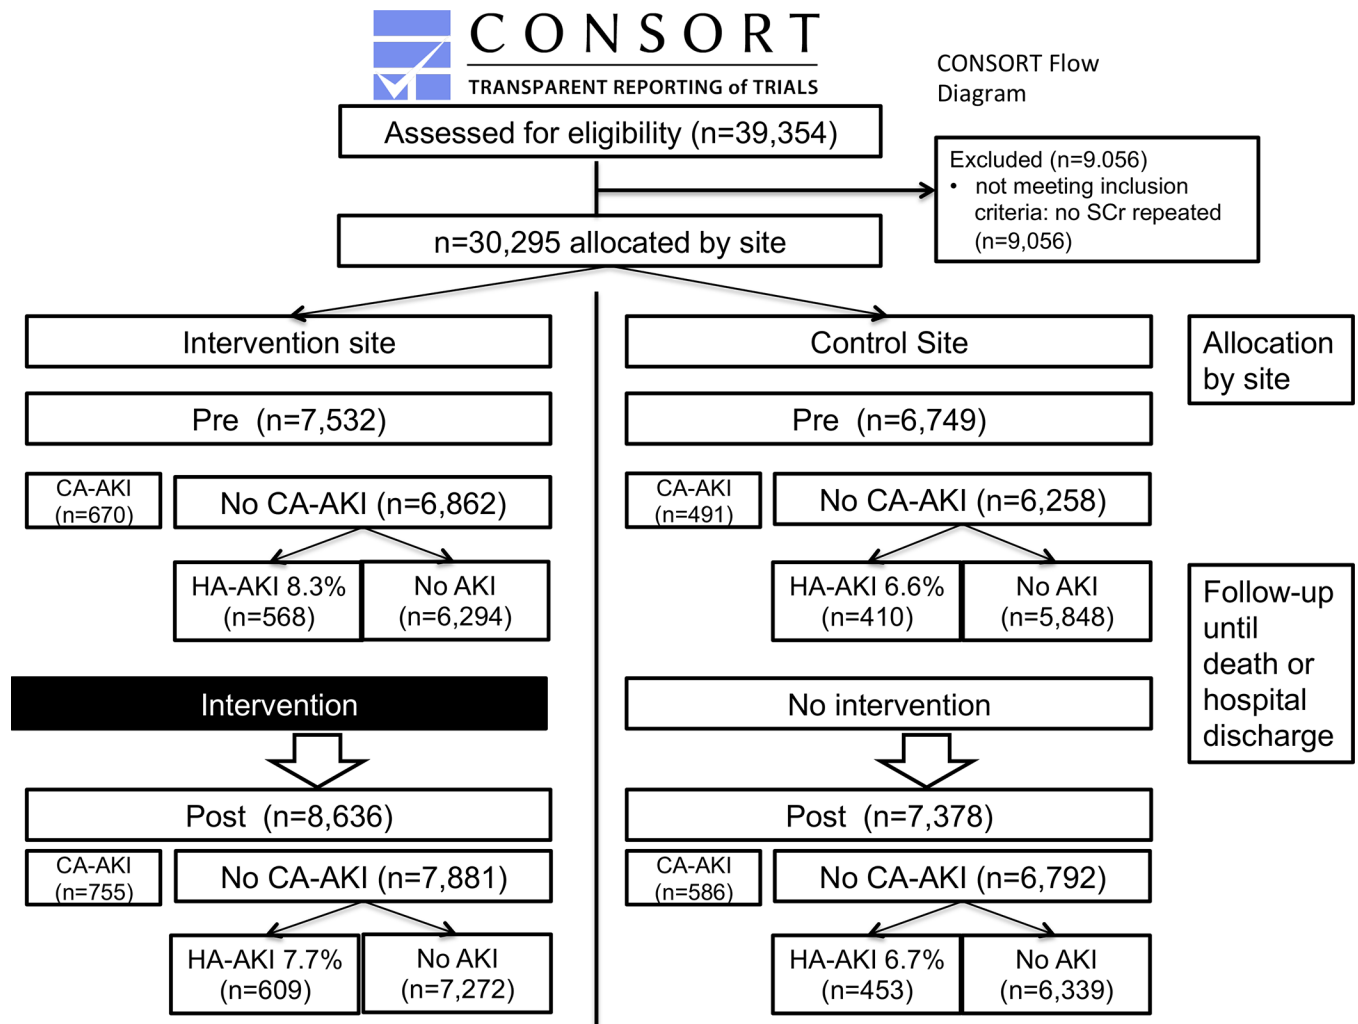 CONSORT
TRANSPARENT REPORTING of TRIALS
CONSORT Flow
Diagram
Assessed for eligibility (n=39,354)
Excluded (n=9.056)
• not meeting inclusion
criteria: no SCr repeated
(n=9,056)
n=30,295 allocated by site
Intervention site
Control Site
Allocation
by site
Pre (n=7,532)
Pre (n=6,749)
CA-AKI
(n=670)
No CA-AKI (n=6,862)
CA-AKI
(n=491)
No CA-AKI (n=6,258)
HA-AKI 8.3%
(n=568)
No AKI
(n=6,294)
HA-AKI 6.6%
(n=410)
No AKI
(n=5,848)
Follow-up
until
death or
hospital
discharge
Intervention
No intervention
Post (n=8,636)
Post (n=7,378)
CA-AKI
(n=755)
No CA-AKI (n=7,881)
CA-AKI
(n=586)
No CA-AKI (n=6,792)
HA-AKI 7.7%
(n=609)
No AKI
(n=7,272)
HA-AKI 6.7%
(n=453)
No AKI
(n=6,339)